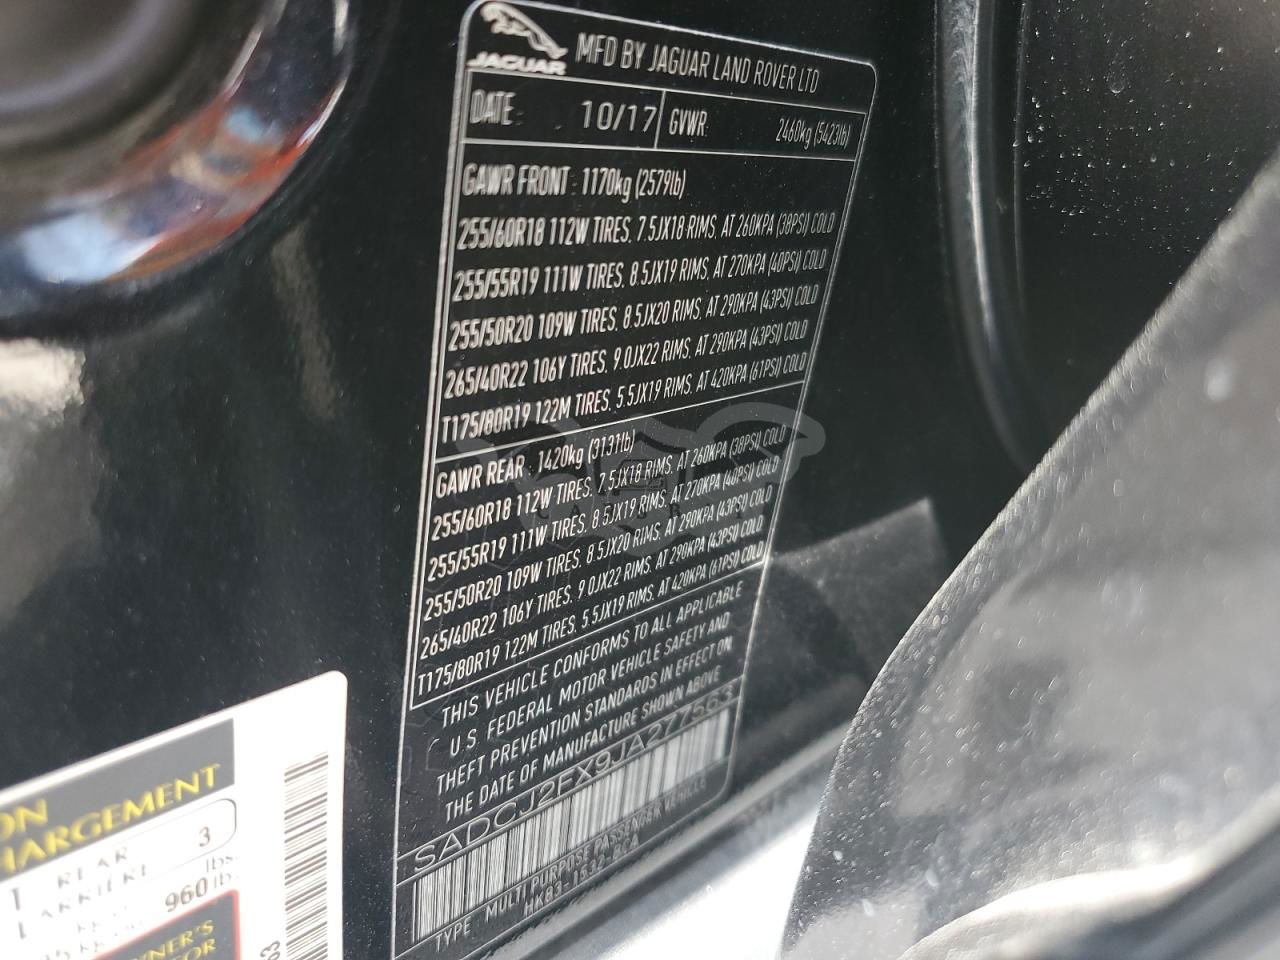 JAGUAR
MFD BY JAGUAR LAND ROVER LTD
DATE: 10/17 GVWR: 2460kg (5423lb)
GAWR FRONT : 1170kg (2579lb)
255/60R18 112W TIRES, 7.5JX18 RIMS, AT 260KPA (38PSI) COLD
255/55R19 111W TIRES, 8.5JX19 RIMS, AT 270KPA (40PSI) COLD
255/50R20 109W TIRES, 8.5JX20 RIMS, AT 290KPA (43PSI) COLD
265/40R22 106Y TIRES, 9.0JX22 RIMS, AT 290KPA (43PSI) COLD
T175/80R19 122M TIRES, 5.5JX19 RIMS, AT 420KPA (61PSI) COLD
GAWR REAR : 1420kg (3131lb)
255/60R18 112W TIRES, 7.5JX18 RIMS, AT 260KPA (38PSI) COLD
255/55R19 111W TIRES, 8.5JX19 RIMS, AT 270KPA (40PSI) COLD
255/50R20 109W TIRES, 8.5JX20 RIMS, AT 290KPA (43PSI) COLD
265/40R22 106Y TIRES, 9.0JX22 RIMS, AT 290KPA (43PSI) COLD
T175/80R19 122M TIRES, 5.5JX19 RIMS, AT 420KPA (61PSI) COLD
THIS VEHICLE CONFORMS TO ALL APPLICABLE
U.S. FEDERAL MOTOR VEHICLE SAFETY AND
THEFT PREVENTION STANDARDS IN EFFECT ON
THE DATE OF MANUFACTURE SHOWN ABOVE
SADCJ2FX9JA277563
TYPE MULTI PURPOSE PASSENGER VEHICLE
HK83-1532-BCA
ON
HARGEMENT
REAR 3
ARRIERE
960 lbs.
lb.
WNER'S
63